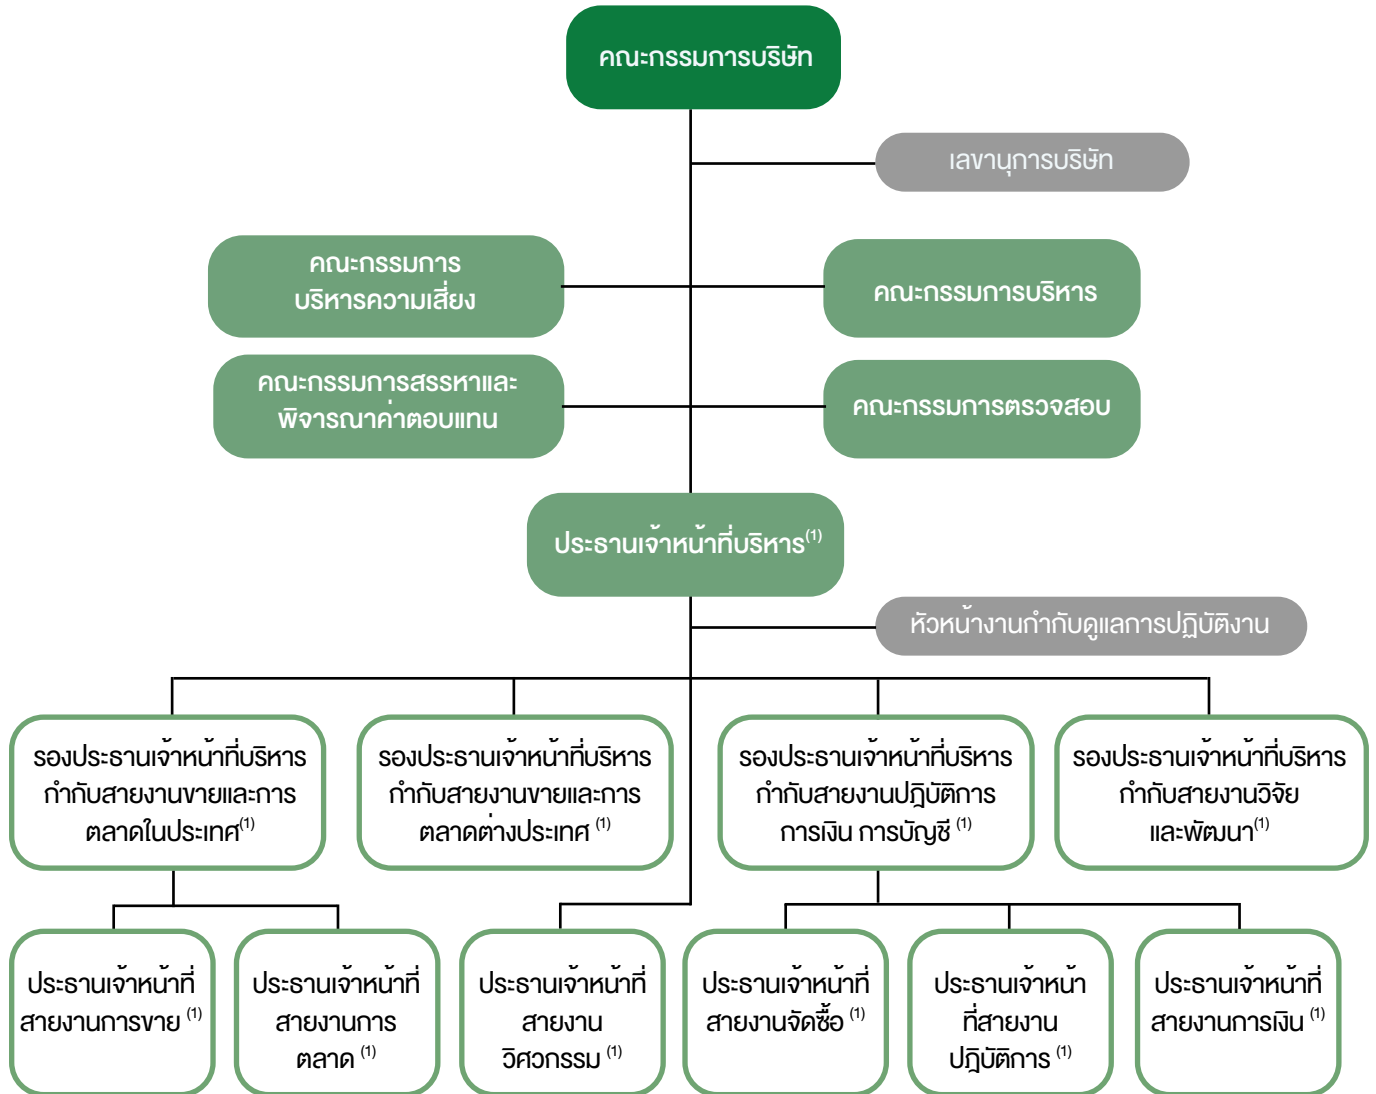 คณะกรรมการบริษัท
เลขานุการบริษัท
คณะกรรมการ
บริหารความเสี่ยง
คณะกรรมการบริหาร
คณะกรรมการสรรหาและ
พิจารณาค่าตอบแทน
คณะกรรมการตรวจสอบ
ประธานเจ้าหน้าที่บริหาร(1)
หัวหน้างานกำกับดูแลการปฏิบัติงาน
รองประธานเจ้าหน้าที่บริหาร
กำกับสายงานขายและการ
ตลาดในประเทศ(1)
รองประธานเจ้าหน้าที่บริหาร
กำกับสายงานขายและการ
ตลาดต่างประเทศ (1)
รองประธานเจ้าหน้าที่บริหาร
กำกับสายงานปฏิบัติการ
การเงิน การบัญชี (1)
รองประธานเจ้าหน้าที่บริหาร
กำกับสายงานวิจัย
และพัฒนา(1)
ประธานเจ้าหน้าที่
สายงานการขาย (1)
ประธานเจ้าหน้าที่
สายงานการ
ตลาด (1)
ประธานเจ้าหน้าที่
สายงาน
วิศวกรรม (1)
ประธานเจ้าหน้าที่
สายงานจัดซื้อ (1)
ประธานเจ้าหน้า
ที่สายงาน
ปฏิบัติการ (1)
ประธานเจ้าหน้าที่
สายงานการเงิน (1)